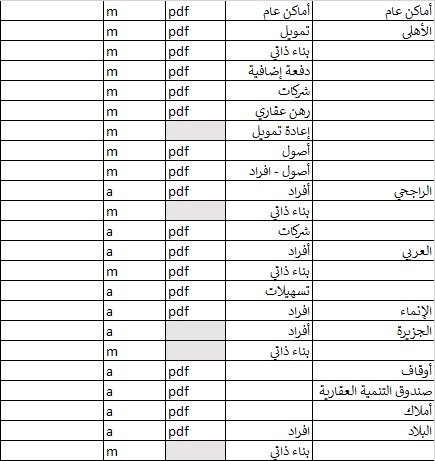 أماكن عام أماكن عام pdf m
الأهلى تمويل pdf m
بناء ذاتي pdf m
دفعة إضافية pdf m
شركات pdf m
رهن عقاري pdf m
إعادة تمويل m
أصول pdf m
أصول - افراد pdf m
الراجحي أفراد pdf a
بناء ذاتي m
شركات pdf a
العربي أفراد pdf a
بناء ذاتي pdf m
تسهيلات pdf a
الإنماء افراد pdf a
الجزيرة أفراد a
بناء ذاتي m
أوقاف pdf a
صندوق التنمية العقارية pdf a
أملاك pdf a
البلاد افراد pdf a
بناء ذاتي m